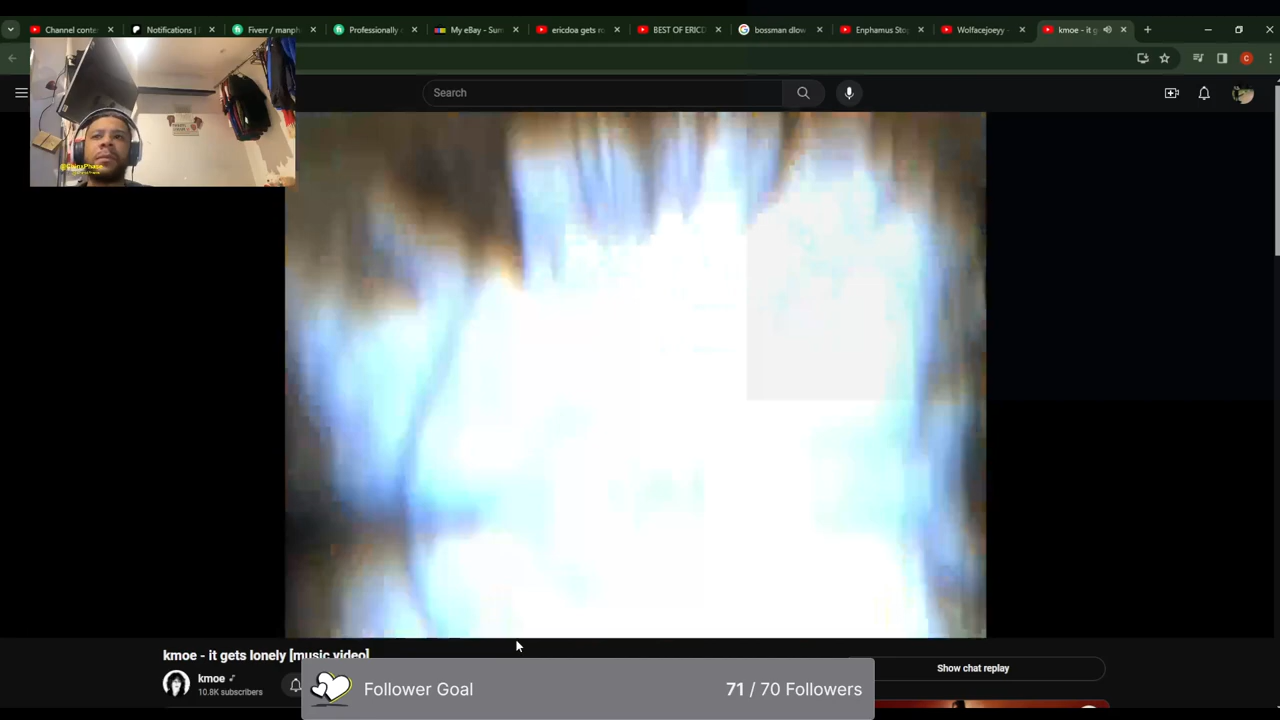 Channel conte
Notifications |
Fiverr / manph
Professionally
My eBay - Sum
ericdoa gets ro
BEST OF ERICD
bossman dlow
Enphamus Sto
Wolfacejoeyy -
kmoe - it g
C
Search
@ChinxPhase
kmoe - it gets lonely [music video]
kmoe
10.8K subscribers
Show chat replay
Follower Goal
71 / 70 Followers